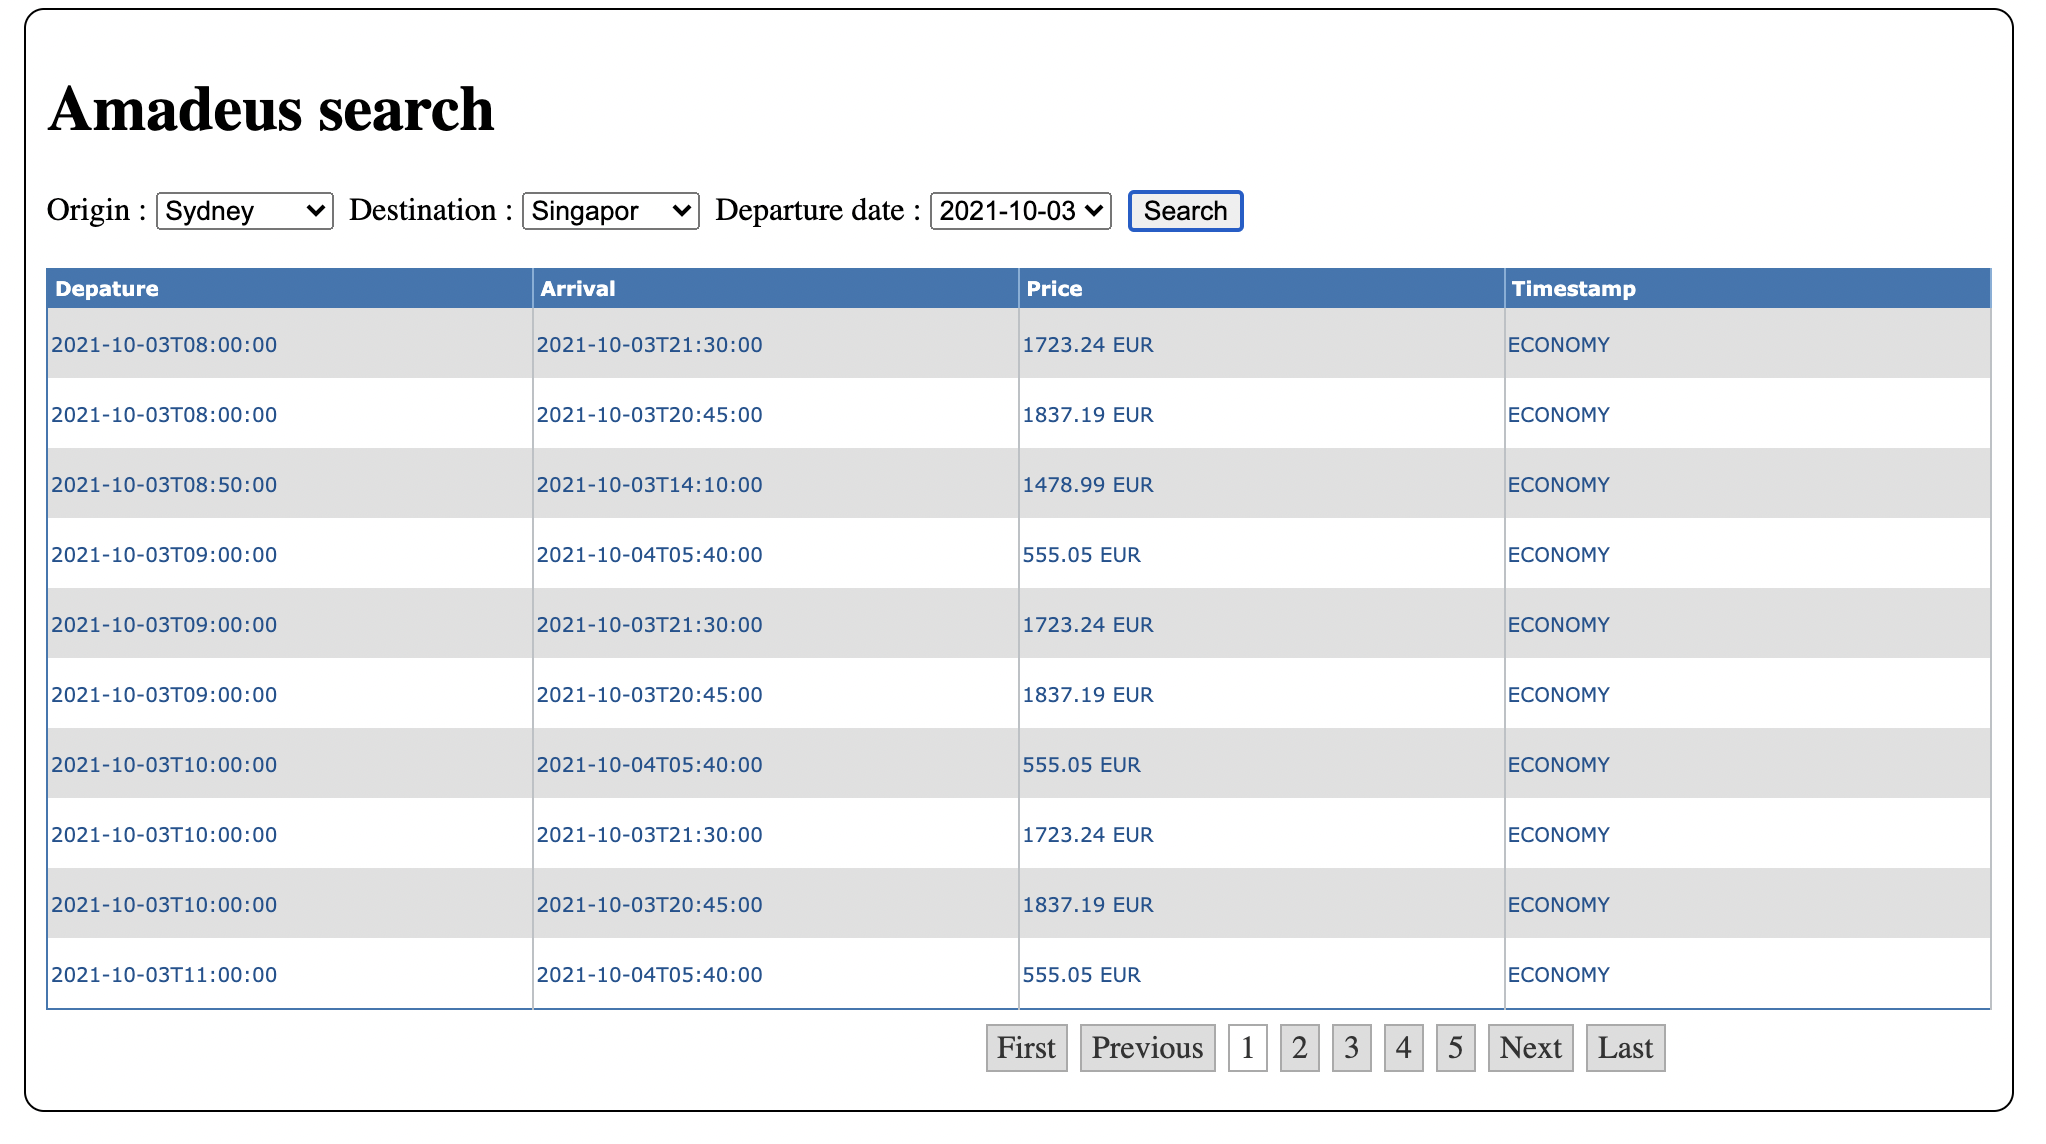 Amadeus search
Origin : Sydney Destination : Singapor Departure date : 2021-10-03 Search
Depature Arrival Price Timestamp
2021-10-03T08:00:00 2021-10-03T21:30:00 1723.24 EUR ECONOMY
2021-10-03T08:00:00 2021-10-03T20:45:00 1837.19 EUR ECONOMY
2021-10-03T08:50:00 2021-10-03T14:10:00 1478.99 EUR ECONOMY
2021-10-03T09:00:00 2021-10-04T05:40:00 555.05 EUR ECONOMY
2021-10-03T09:00:00 2021-10-03T21:30:00 1723.24 EUR ECONOMY
2021-10-03T09:00:00 2021-10-03T20:45:00 1837.19 EUR ECONOMY
2021-10-03T10:00:00 2021-10-04T05:40:00 555.05 EUR ECONOMY
2021-10-03T10:00:00 2021-10-03T21:30:00 1723.24 EUR ECONOMY
2021-10-03T10:00:00 2021-10-03T20:45:00 1837.19 EUR ECONOMY
2021-10-03T11:00:00 2021-10-04T05:40:00 555.05 EUR ECONOMY
First Previous 1 2 3 4 5 Next Last